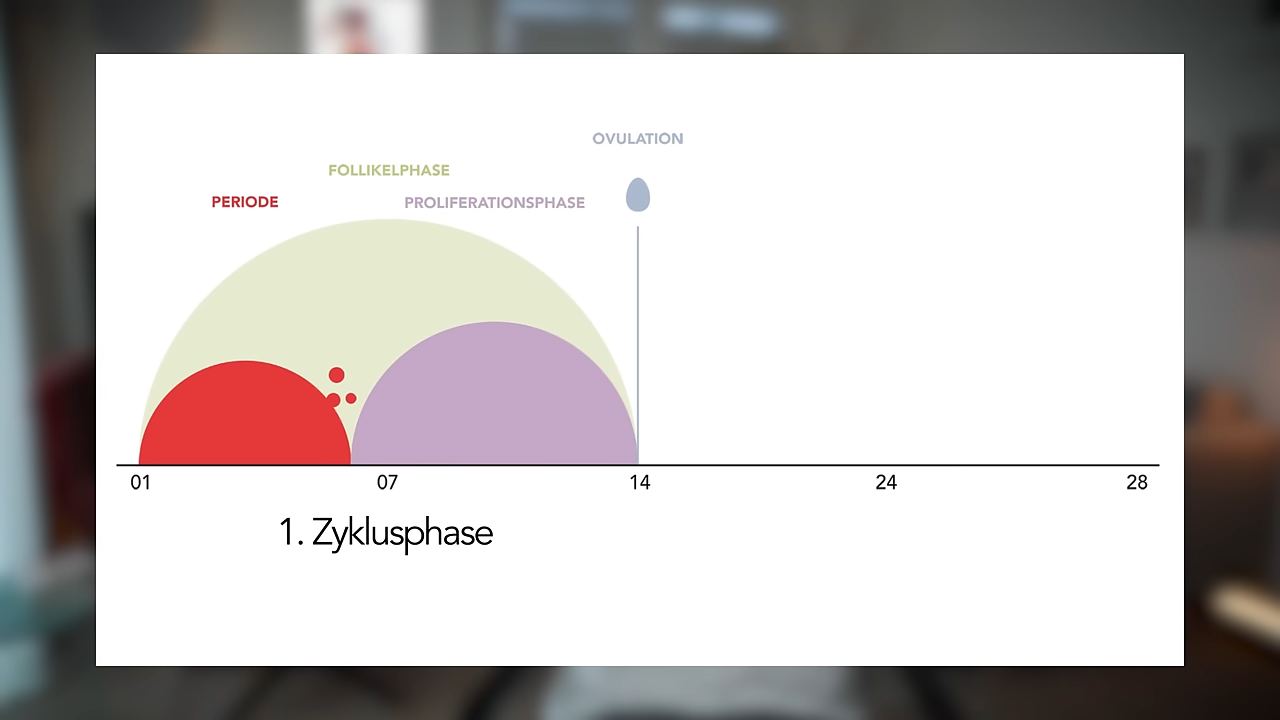 OVULATION
FOLLIKELPHASE
PERIODE
PROLIFERATIONSPHASE
01 07 14 24 28
1. Zyklusphase